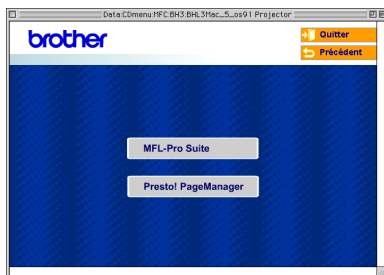 Data:CDmenu:MFC:BH3:BHL3Mac_5_os91 Projector
brother
Quitter
Précédent
MFL-Pro Suite
Presto! PageManager